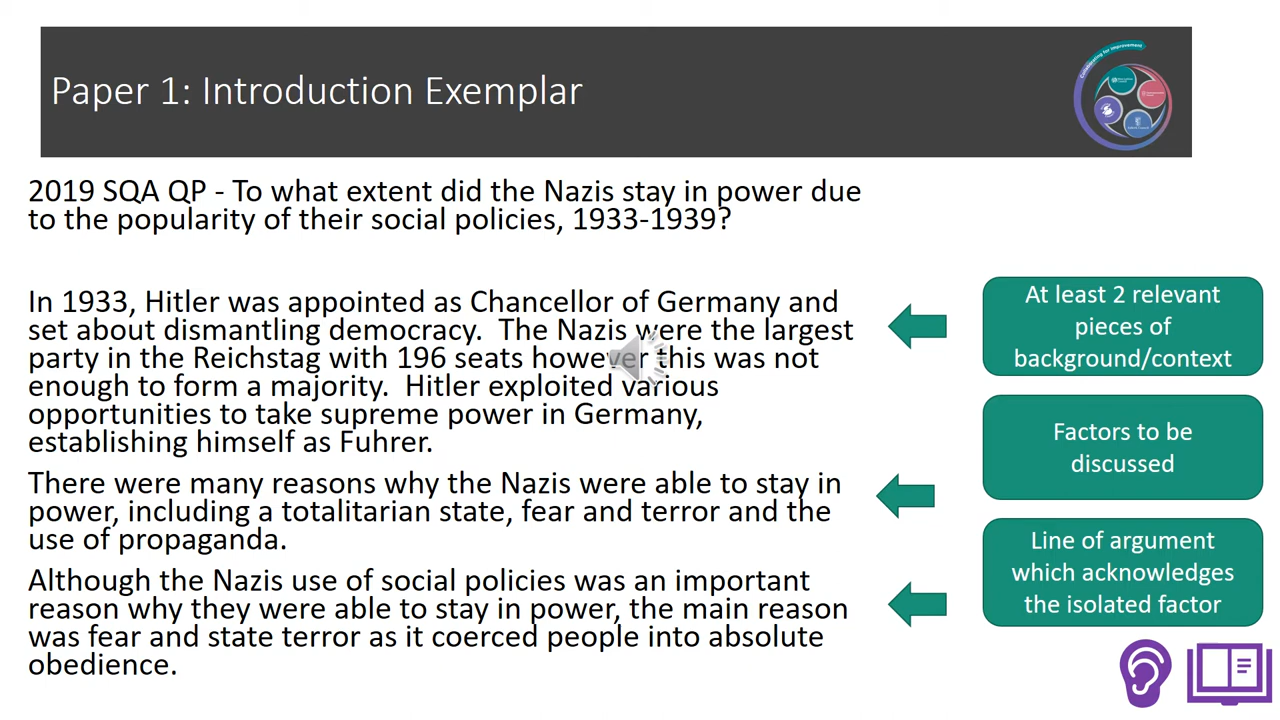 Paper 1: Introduction Exemplar
Collaborating for Improvement
2019 SQA QP - To what extent did the Nazis stay in power due
to the popularity of their social policies, 1933-1939?
In 1933, Hitler was appointed as Chancellor of Germany and
set about dismantling democracy. The Nazis were the largest
party in the Reichstag with 196 seats however this was not
enough to form a majority. Hitler exploited various
opportunities to take supreme power in Germany,
establishing himself as Fuhrer.
At least 2 relevant
pieces of
background/context
There were many reasons why the Nazis were able to stay in
power, including a totalitarian state, fear and terror and the
use of propaganda.
Factors to be
discussed
Although the Nazis use of social policies was an important
reason why they were able to stay in power, the main reason
was fear and state terror as it coerced people into absolute
obedience.
Line of argument
which acknowledges
the isolated factor